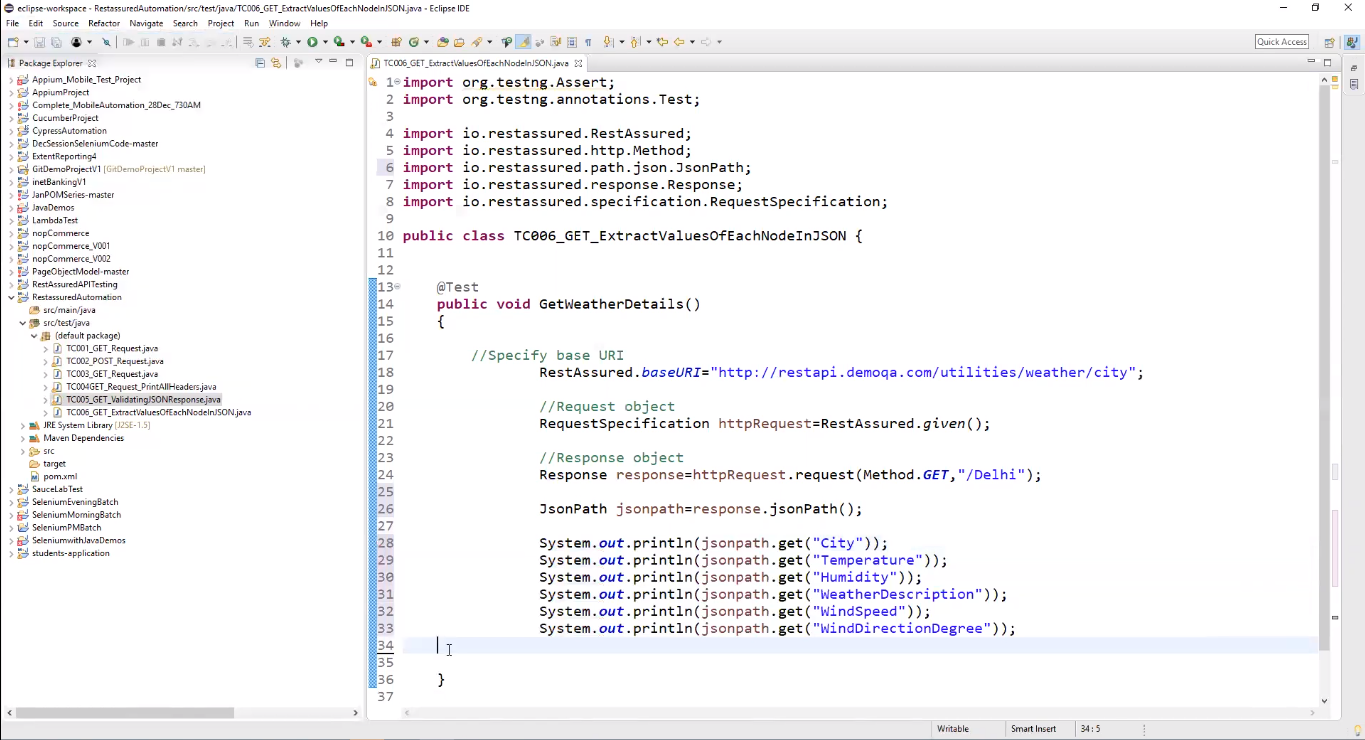 eclipse-workspace - RestassuredAutomation/src/test/java/TC006_GET_ExtractValuesOfEachNodeInJSON.java - Eclipse IDE
File Edit Source Refactor Navigate Search Project Run Window Help
Quick Access
Package Explorer
Appium_Mobile_Test_Project
AppiumProject
Complete_MobileAutomation_28Dec_730AM
CucumberProject
CypressAutomation
DecSessionSeleniumCode-master
ExtentReporting4
GitDemoProjectV1 [GitDemoProjectV1 master]
inetBankingV1
JanPOMSeries-master
JavaDemos
LambdaTest
nopCommerce
nopCommerce_V001
nopCommerce_V002
PageObjectModel-master
RestAssuredAPITesting
RestassuredAutomation
src/main/java
src/test/java
(default package)
TC001_GET_Request.java
TC002_POST_Request.java
TC003_GET_Request.java
TC004GET_Request_PrintAllHeaders.java
TC005_GET_ValidatingJSONResponse.java
TC006_GET_ExtractValuesOfEachNodeInJSON.java
JRE System Library [J2SE-1.5]
Maven Dependencies
src
target
pom.xml
SauceLabTest
SeleniumEveningBatch
SeleniumMorningBatch
SeleniumPMBatch
SeleniumwithJavaDemos
students-application
TC006_GET_ExtractValuesOfEachNodeInJSON.java
1 import org.testng.Assert;
2 import org.testng.annotations.Test;
3
4 import io.restassured.RestAssured;
5 import io.restassured.http.Method;
6 import io.restassured.path.json.JsonPath;
7 import io.restassured.response.Response;
8 import io.restassured.specification.RequestSpecification;
9
10 public class TC006_GET_ExtractValuesOfEachNodeInJSON {
11
12
13 @Test
14 public void GetWeatherDetails()
15 {
16
17 //Specify base URI
18 RestAssured.baseURI="http://restapi.demoqa.com/utilities/weather/city";
19
20 //Request object
21 RequestSpecification httpRequest=RestAssured.given();
22
23 //Response object
24 Response response=httpRequest.request(Method.GET,"/Delhi");
25
26 JsonPath jsonpath=response.jsonPath();
27
28 System.out.println(jsonpath.get("City"));
29 System.out.println(jsonpath.get("Temperature"));
30 System.out.println(jsonpath.get("Humidity"));
31 System.out.println(jsonpath.get("WeatherDescription"));
32 System.out.println(jsonpath.get("WindSpeed"));
33 System.out.println(jsonpath.get("WindDirectionDegree"));
34
35
36 }
37
Writable Smart Insert 34 : 5